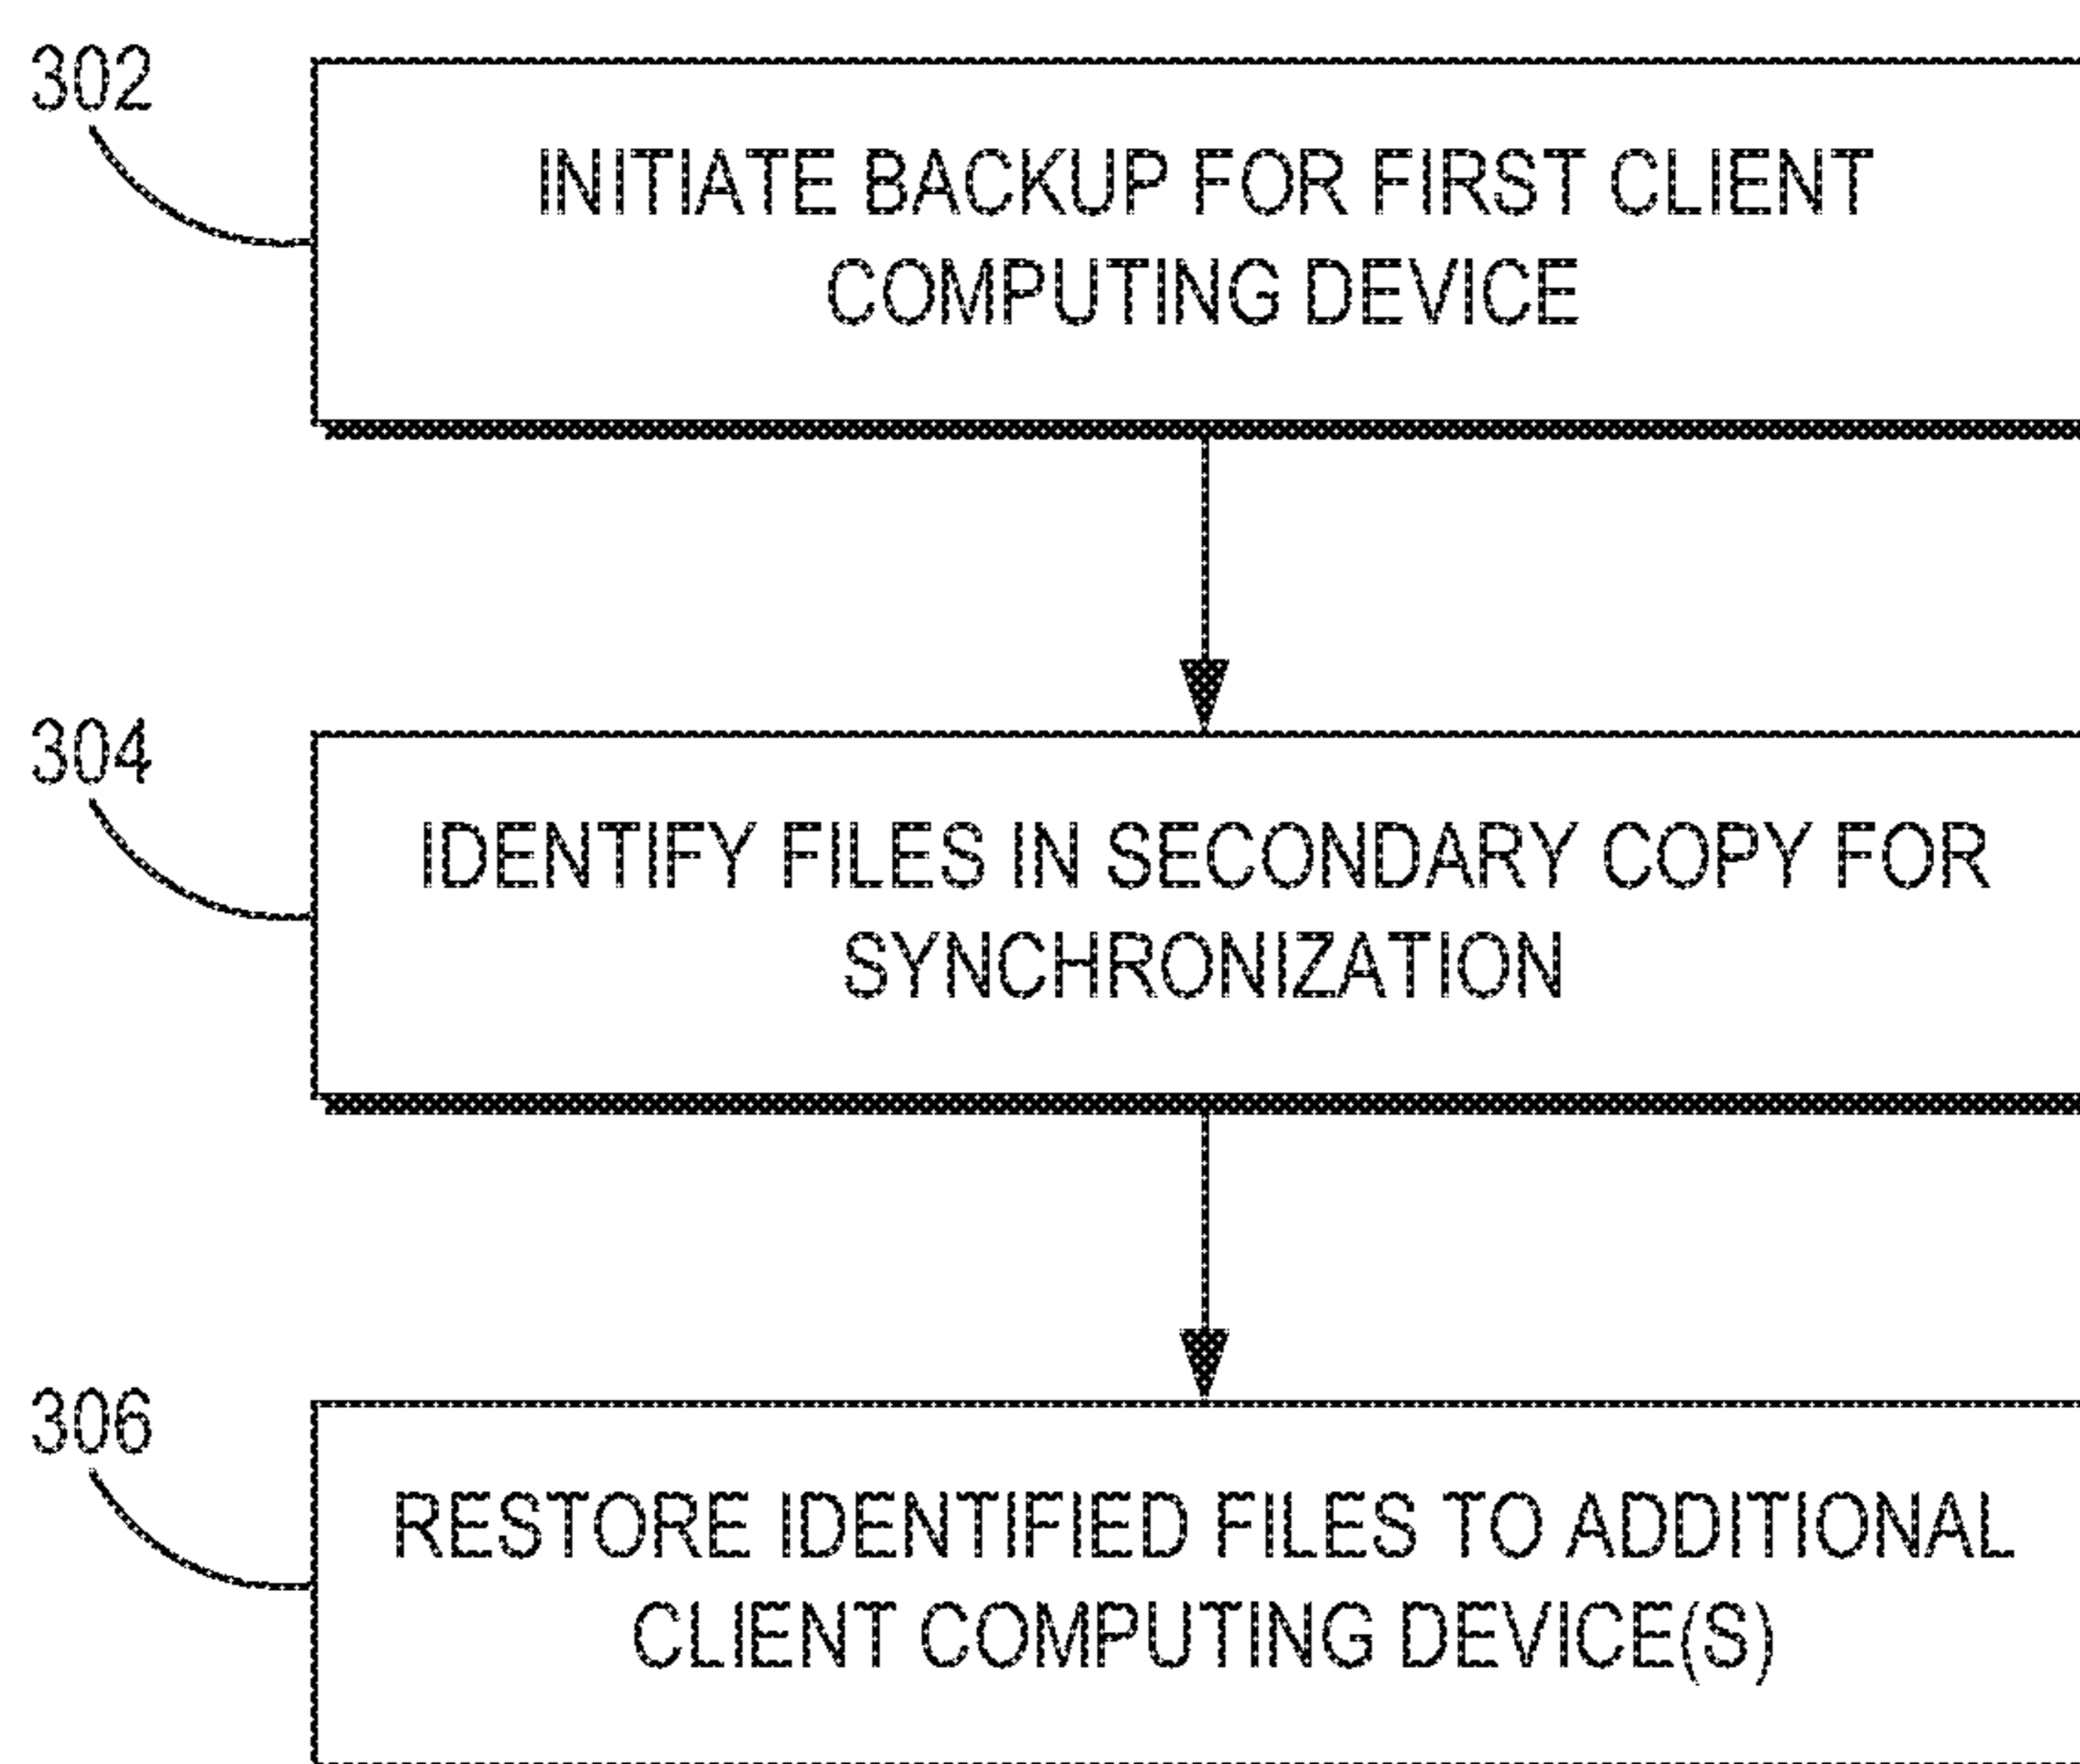 302
INITIATE BACKUP FOR FIRST CLIENT
COMPUTING DEVICE
304
IDENTIFY FILES IN SECONDARY COPY FOR
SYNCHRONIZATION
306
RESTORE IDENTIFIED FILES TO ADDITIONAL
CLIENT COMPUTING DEVICE(S)